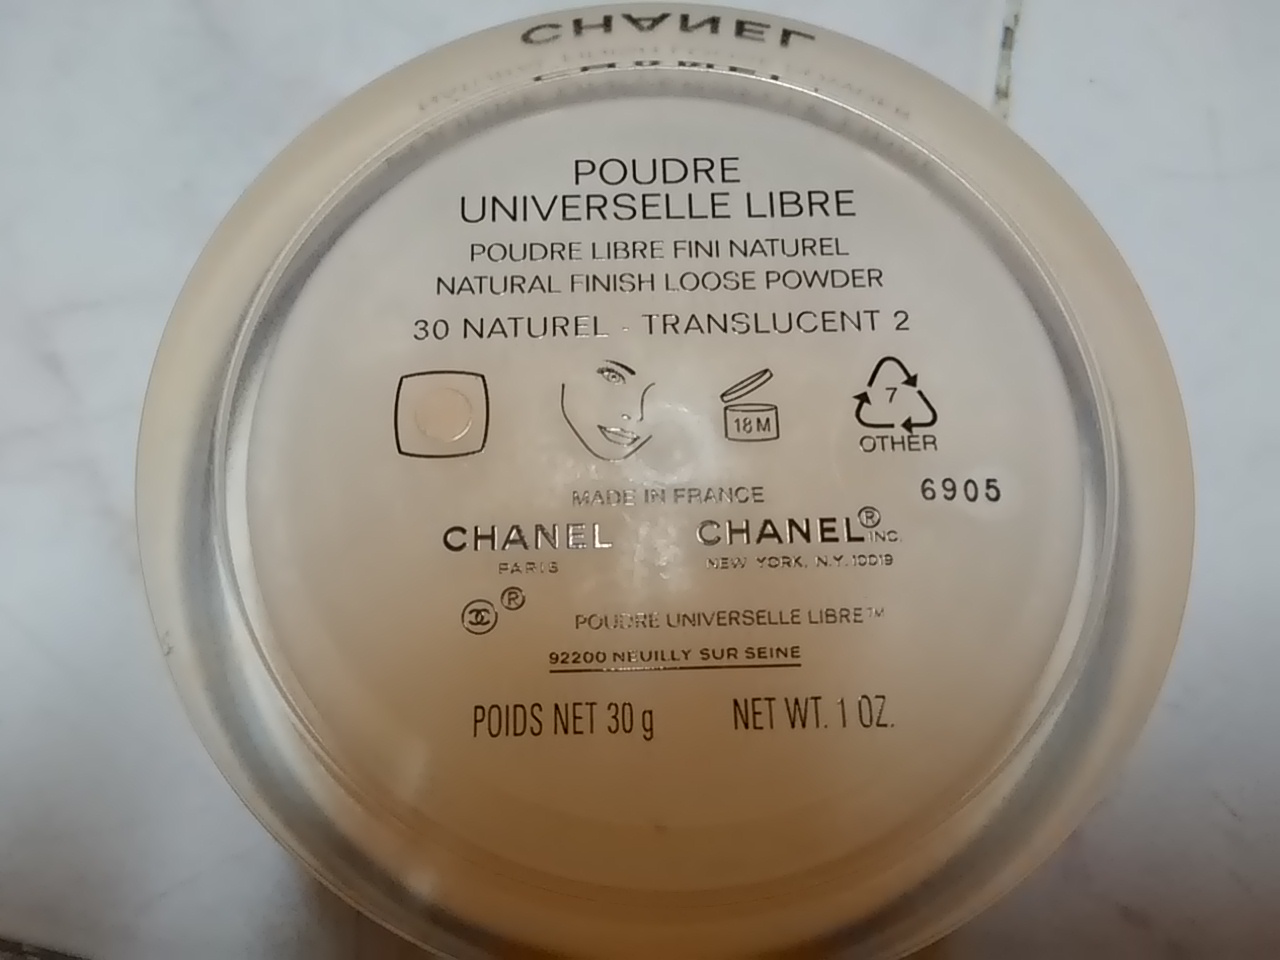 CHANEL
POUDRE
UNIVERSELLE LIBRE
POUDRE LIBRE FINI NATUREL
NATURAL FINISH LOOSE POWDER
30 NATUREL - TRANSLUCENT 2
18 M
7
OTHER
MADE IN FRANCE
6905
CHANEL
PARIS
CHANEL® INC.
NEW YORK, N.Y. 10019
®
POUDRE UNIVERSELLE LIBRE™
92200 NEUILLY SUR SEINE
POIDS NET 30 g
NET WT. 1 OZ.